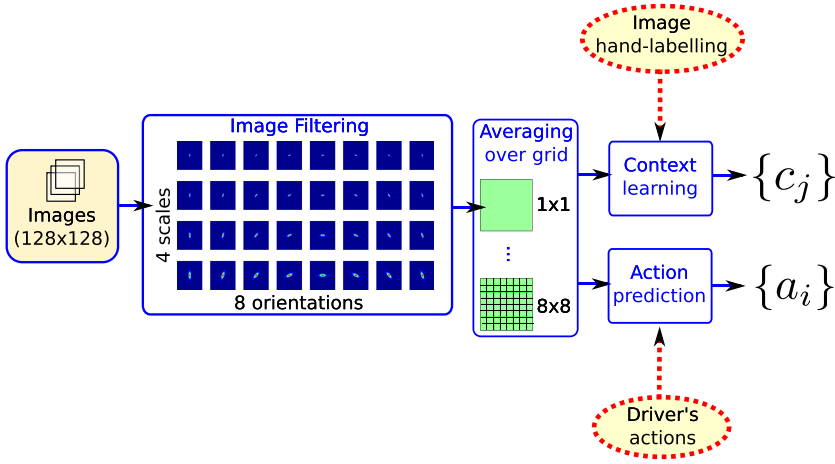 Image
hand-labelling
Image Filtering
Averaging
over grid
Images
(128x128)
4 scales
8 orientations
1x1
...
8x8
Context
learning
{c_j}
Action
prediction
{a_i}
Driver's
actions